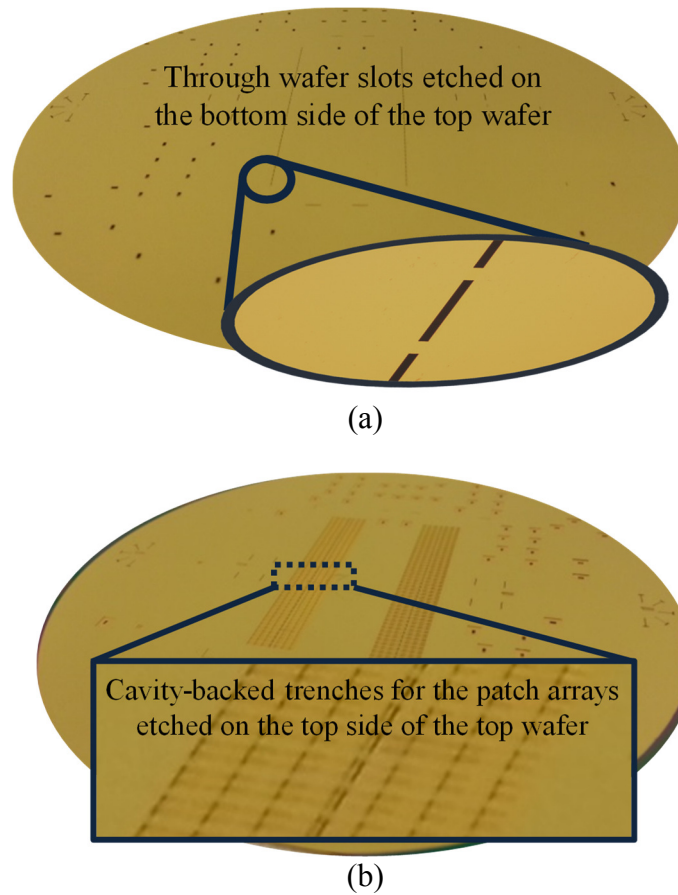 Through wafer slots etched on
the bottom side of the top wafer
(a)
Cavity-backed trenches for the patch arrays
etched on the top side of the top wafer
(b)